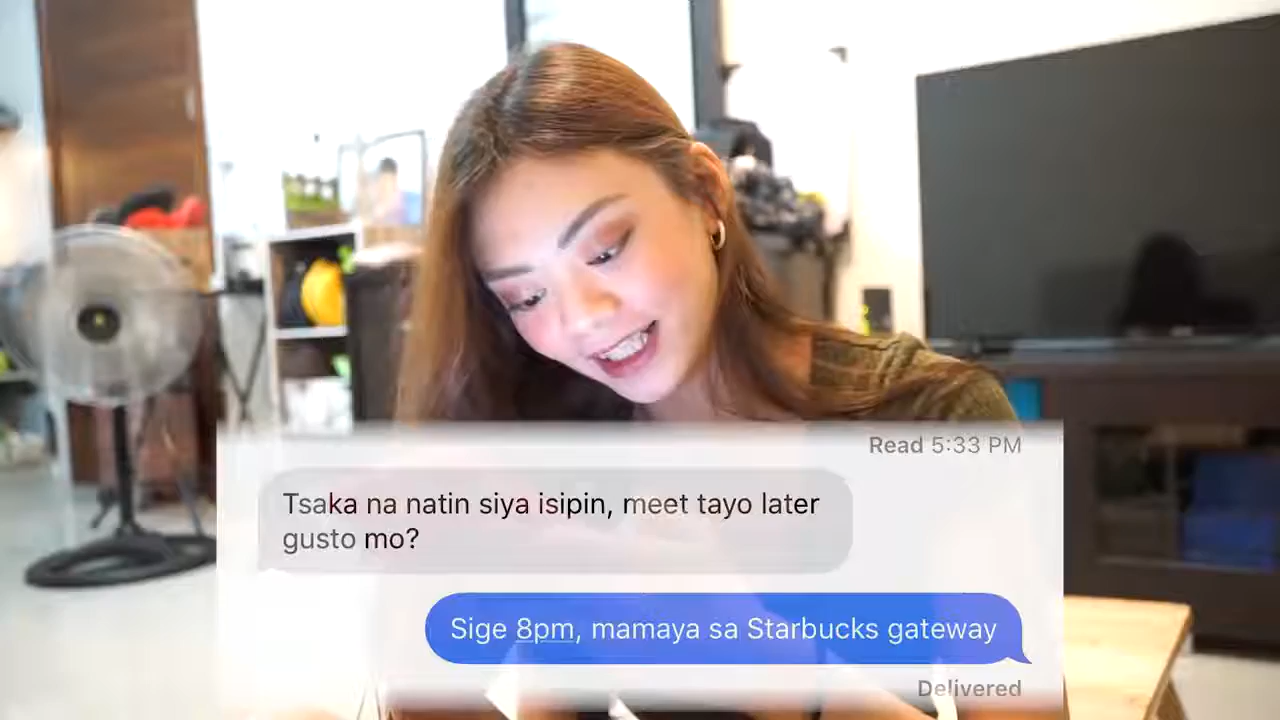 Read 5:33 PM
Tsaka na natin siya isipin, meet tayo later
gusto mo?
Sige 8pm, mamaya sa Starbucks gateway
Delivered